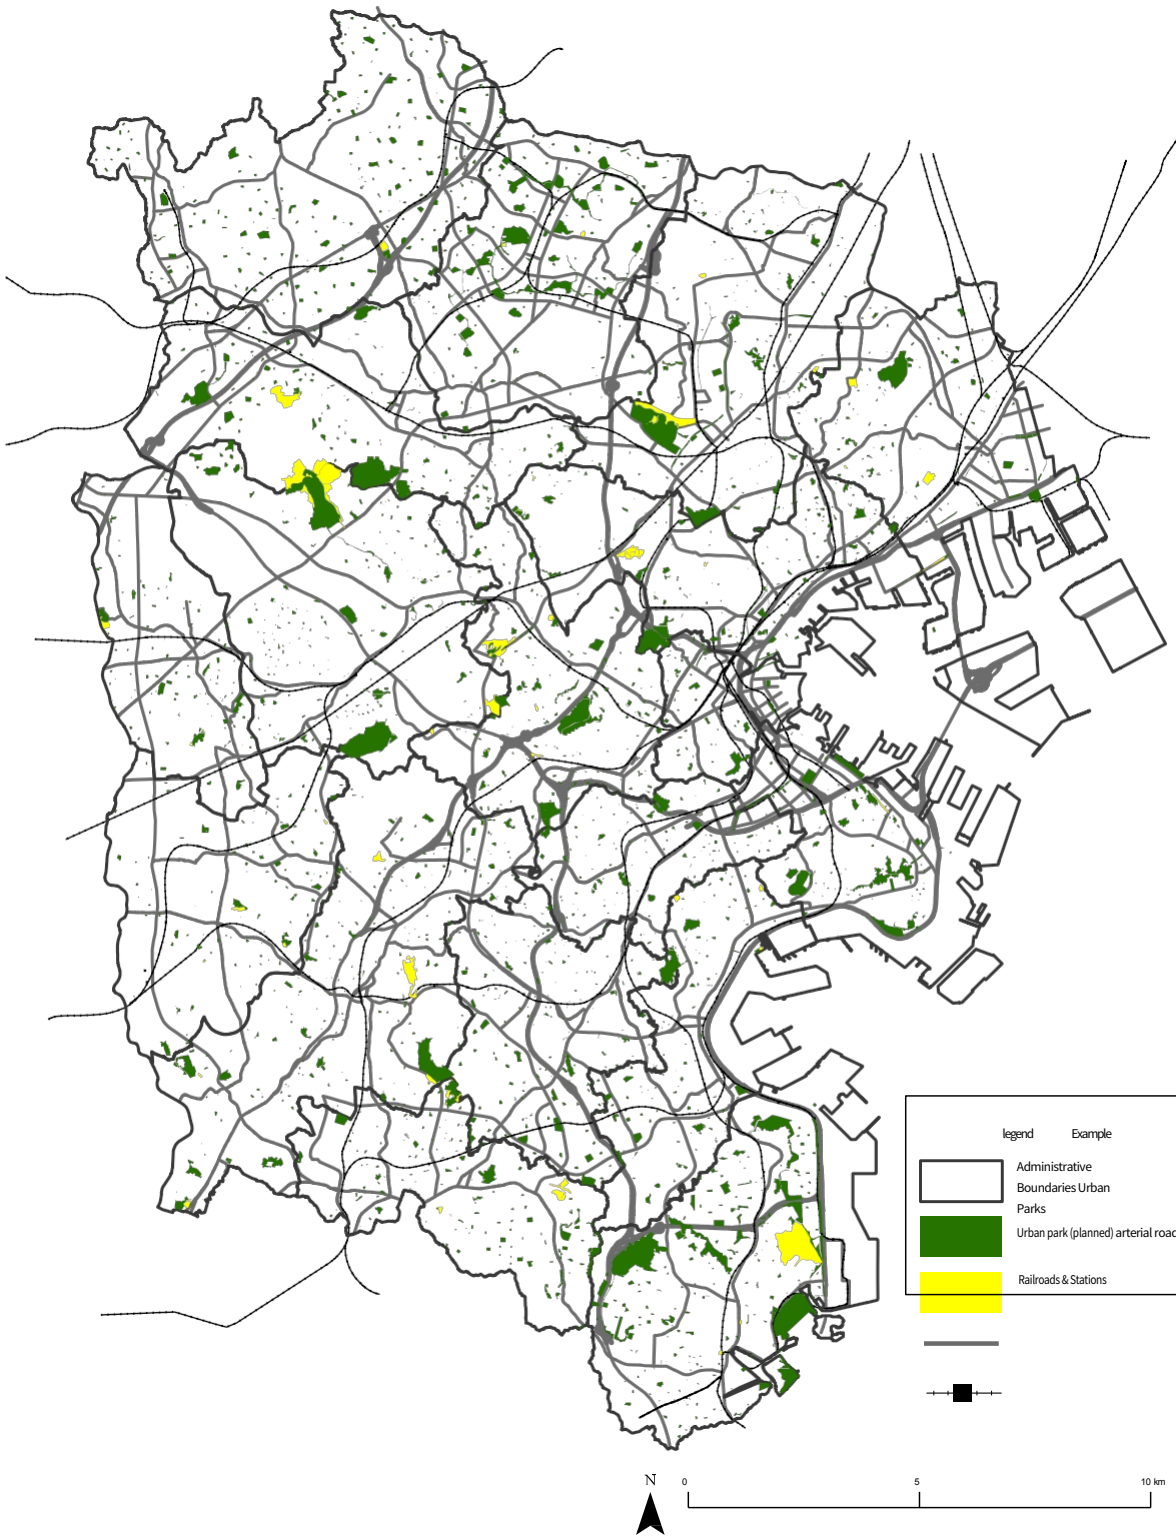 legend Example
Administrative
Boundaries Urban
Parks
Urban park (planned) arterial road
Railroads & Stations
N 0 5 10 km